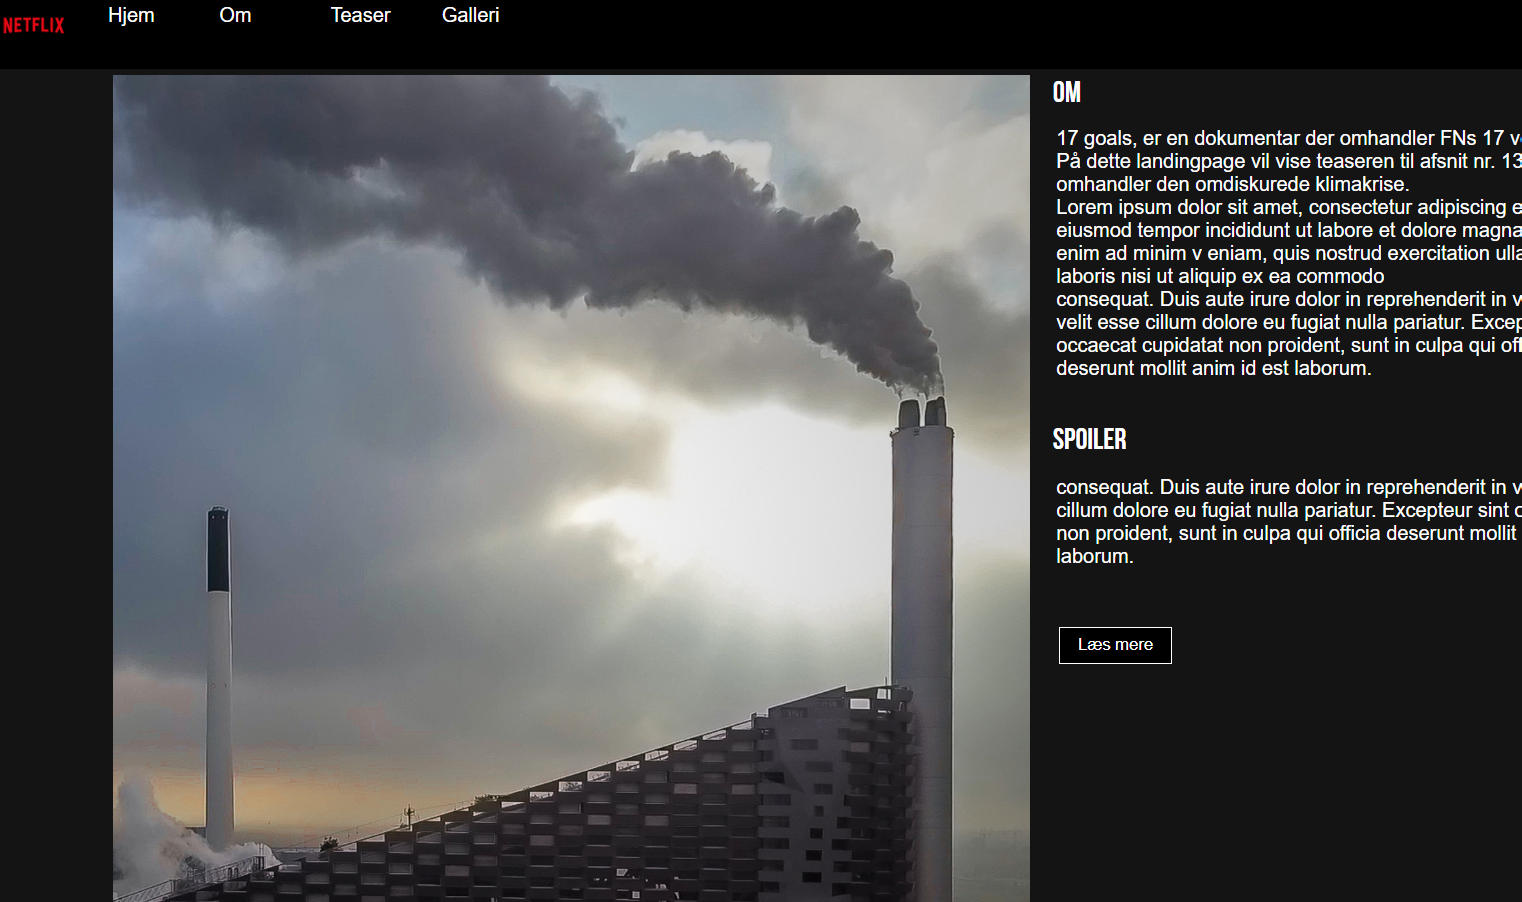 NETFLIX
Hjem Om Teaser Galleri
OM
17 goals, er en dokumentar der omhandler FNs 17
På dette landingpage vil vise teaseren til afsnit nr. 13
omhandler den omdiskurede klimakrise.
Lorem ipsum dolor sit amet, consectetur adipiscing
eiusmod tempor incididunt ut labore et dolore magna
enim ad minim v eniam, quis nostrud exercitation
laboris nisi ut aliquip ex ea commodo
consequat. Duis aute irure dolor in reprehenderit in
velit esse cillum dolore eu fugiat nulla pariatur.
occaecat cupidatat non proident, sunt in culpa qui
deserunt mollit anim id est laborum.
SPOILER
consequat. Duis aute irure dolor in reprehenderit in
cillum dolore eu fugiat nulla pariatur. Excepteur sint
non proident, sunt in culpa qui officia deserunt mollit
laborum.
Læs mere